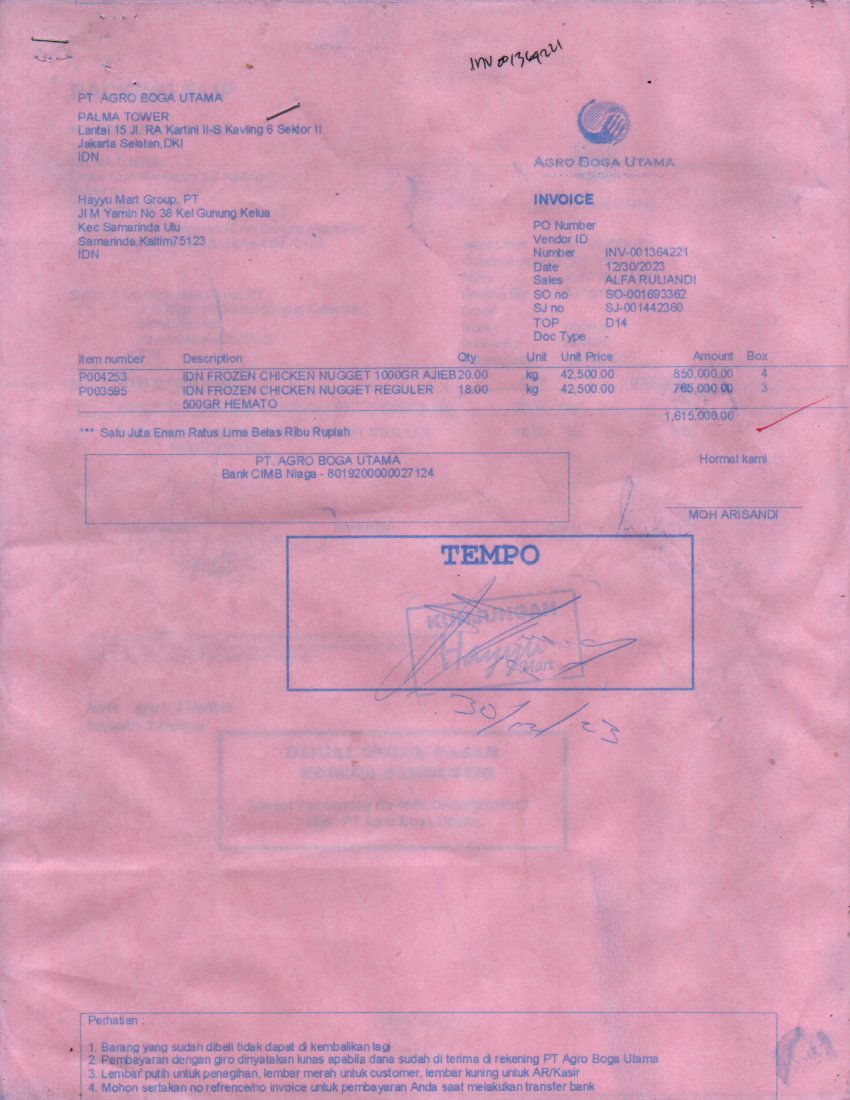 INV 001364221
PT. AGRO BOGA UTAMA
PALMA TOWER
Lantai 15 Jl. RA Kartini II-S Kavling 6 Sektor II
Jakarta Selatan,DKI
IDN
AGRO BOGA UTAMA
Hayyu Mart Group, PT
Jl M Yamin No 38 Kel Gunung Kelua
Kec Samarinda Ulu
Samarinda,Kaltim75123
IDN
INVOICE
PO Number
Vendor ID
Number INV-001364221
Date 12/30/2023
Sales ALFA RULIANDI
SO no SO-001693362
SJ no SJ-001442360
TOP D14
Doc Type -
Item number Description Qty Unit Unit Price Amount Box
P004253 IDN FROZEN CHICKEN NUGGET 1000GR AJIEB 20.00 kg 42,500.00 850,000.00 4
P003595 IDN FROZEN CHICKEN NUGGET REGULER 18.00 kg 42,500.00 765,000.00 3
500GR HEMATO
1,615,000.00
*** Satu Juta Enam Ratus Lima Belas Ribu Rupiah
PT. AGRO BOGA UTAMA
Bank CIMB Niaga - 8019200000027124
Hormat kami
MOH ARISANDI
TEMPO
KUNJUNGAN
Hayyu
Mart
30/12/23
Perhatian :
1. Barang yang sudah dibeli tidak dapat di kembalikan lagi
2. Pembayaran dengan giro dinyatakan lunas apabila dana sudah di terima di rekening PT Agro Boga Utama
3. Lembar putih untuk penagihan, lembar merah untuk customer, lembar kuning untuk AR/Kasir
4. Mohon sertakan no refrence/no invoice untuk pembayaran Anda saat melakukan transfer bank